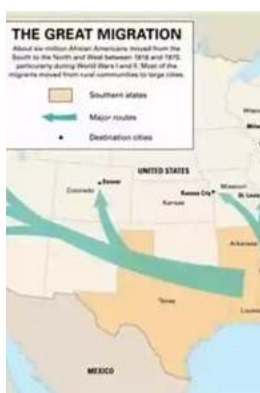 THE GREAT MIGRATION
About six million African Americans moved from the
South to the North and West between 1916 and 1970,
particularly during World Wars I and II. Most of the
migrants moved from rural communities to large cities.
Southern states
Major routes
Destination cities
UNITED STATES
Denver
Colorado
Kansas City
Missouri
Kansas
St. Louis
Arkansas
Texas
MEXICO